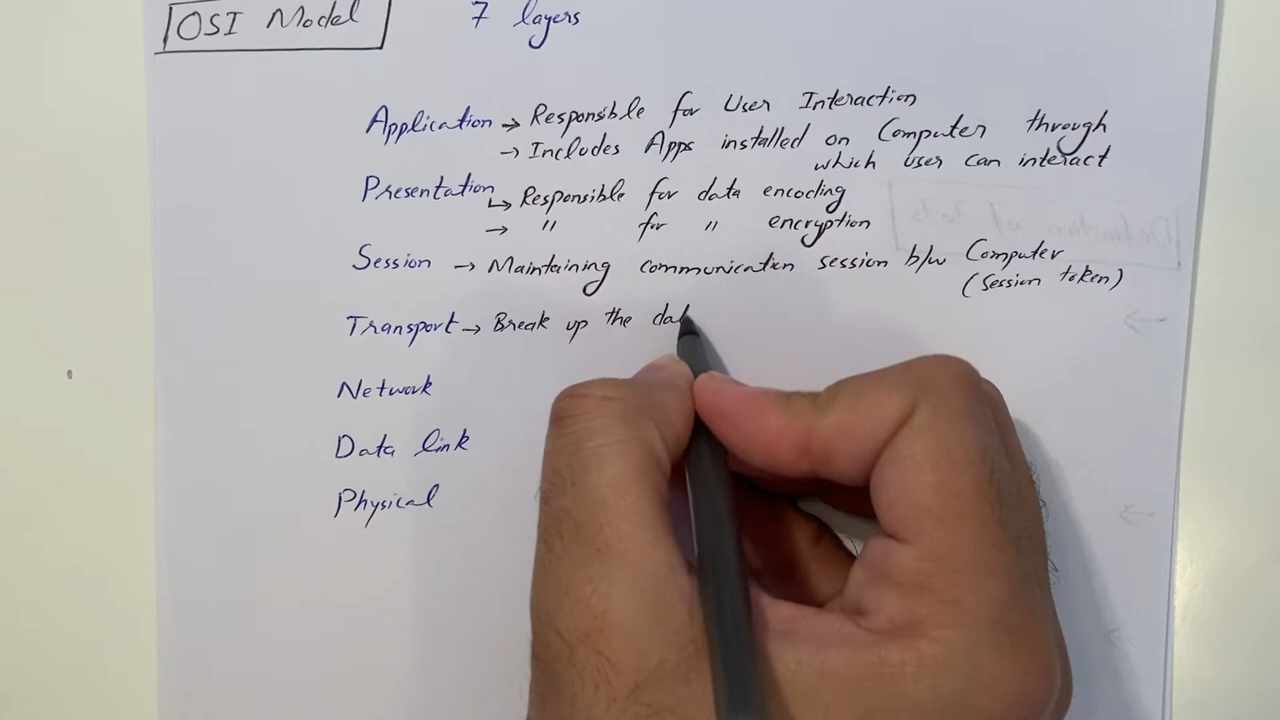 OSI Model 7 layers
Application → Responsible for User Interaction
→ Includes Apps installed on Computer through
which user can interact
Presentation ↳ Responsible for data encoding
→ " for " encryption
Session → Maintaining communication session b/w Computer
(Session token)
Transport → Break up the dat
Network
Data link
Physical